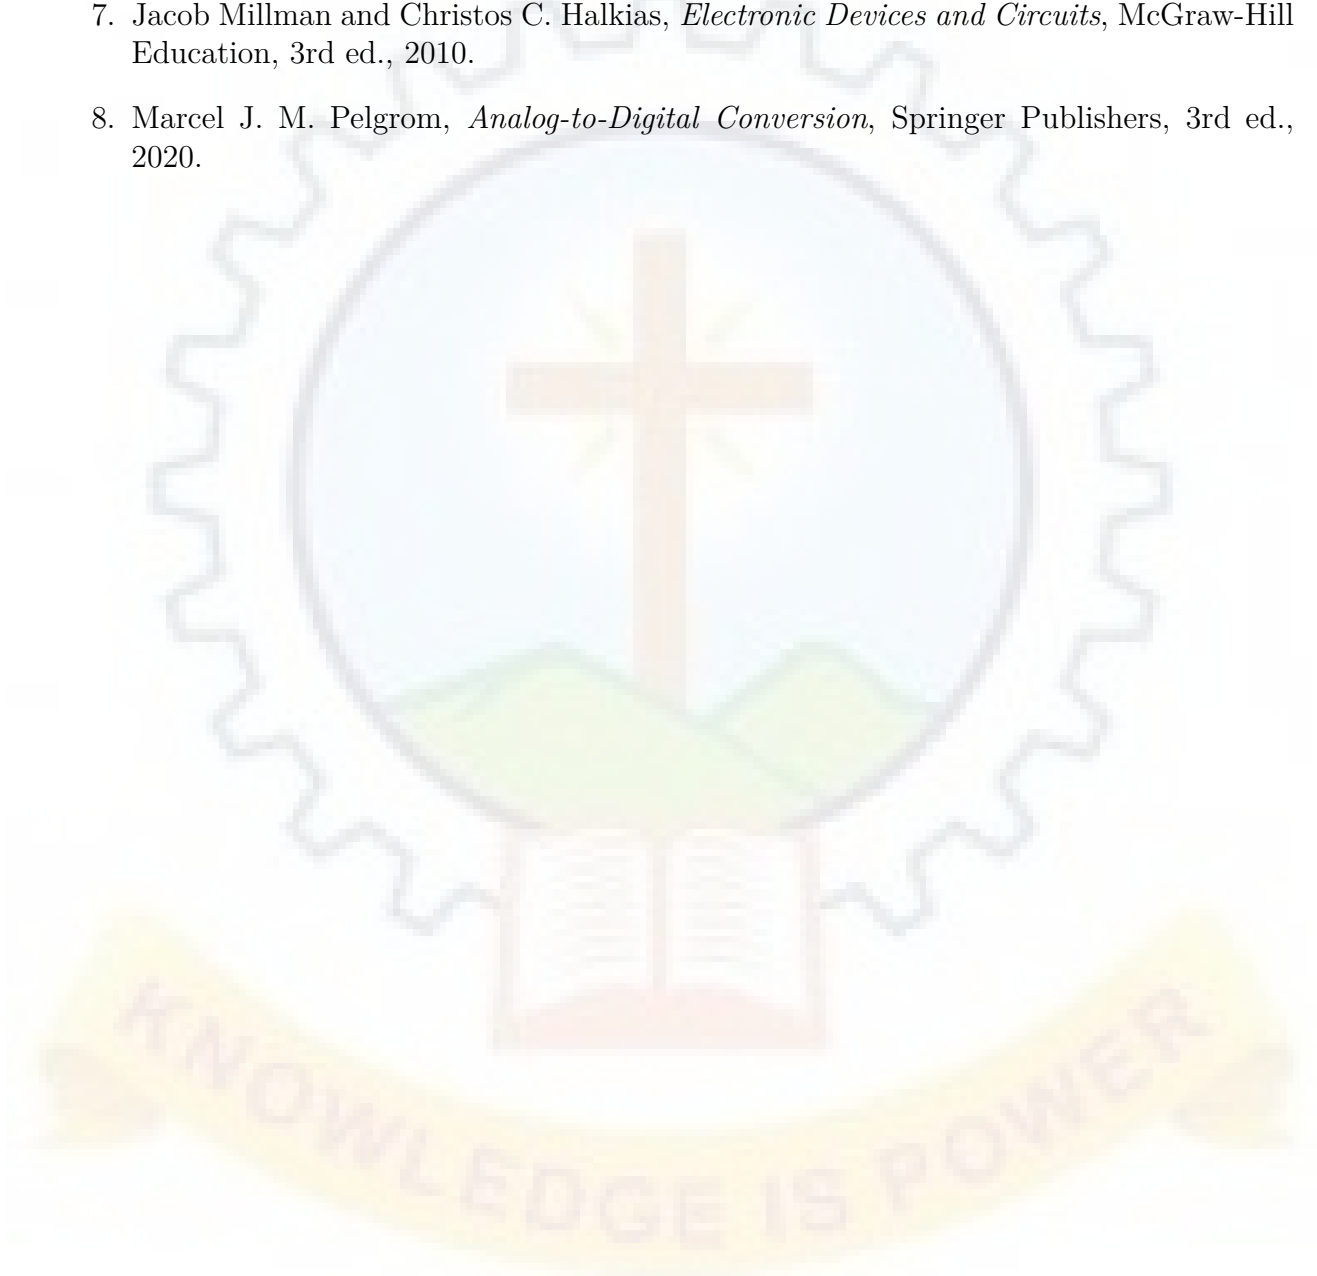 7. Jacob Millman and Christos C. Halkias, Electronic Devices and Circuits, McGraw-Hill
Education, 3rd ed., 2010.
8. Marcel J. M. Pelgrom, Analog-to-Digital Conversion, Springer Publishers, 3rd ed.,
2020.
KNOWLEDGE IS POWER